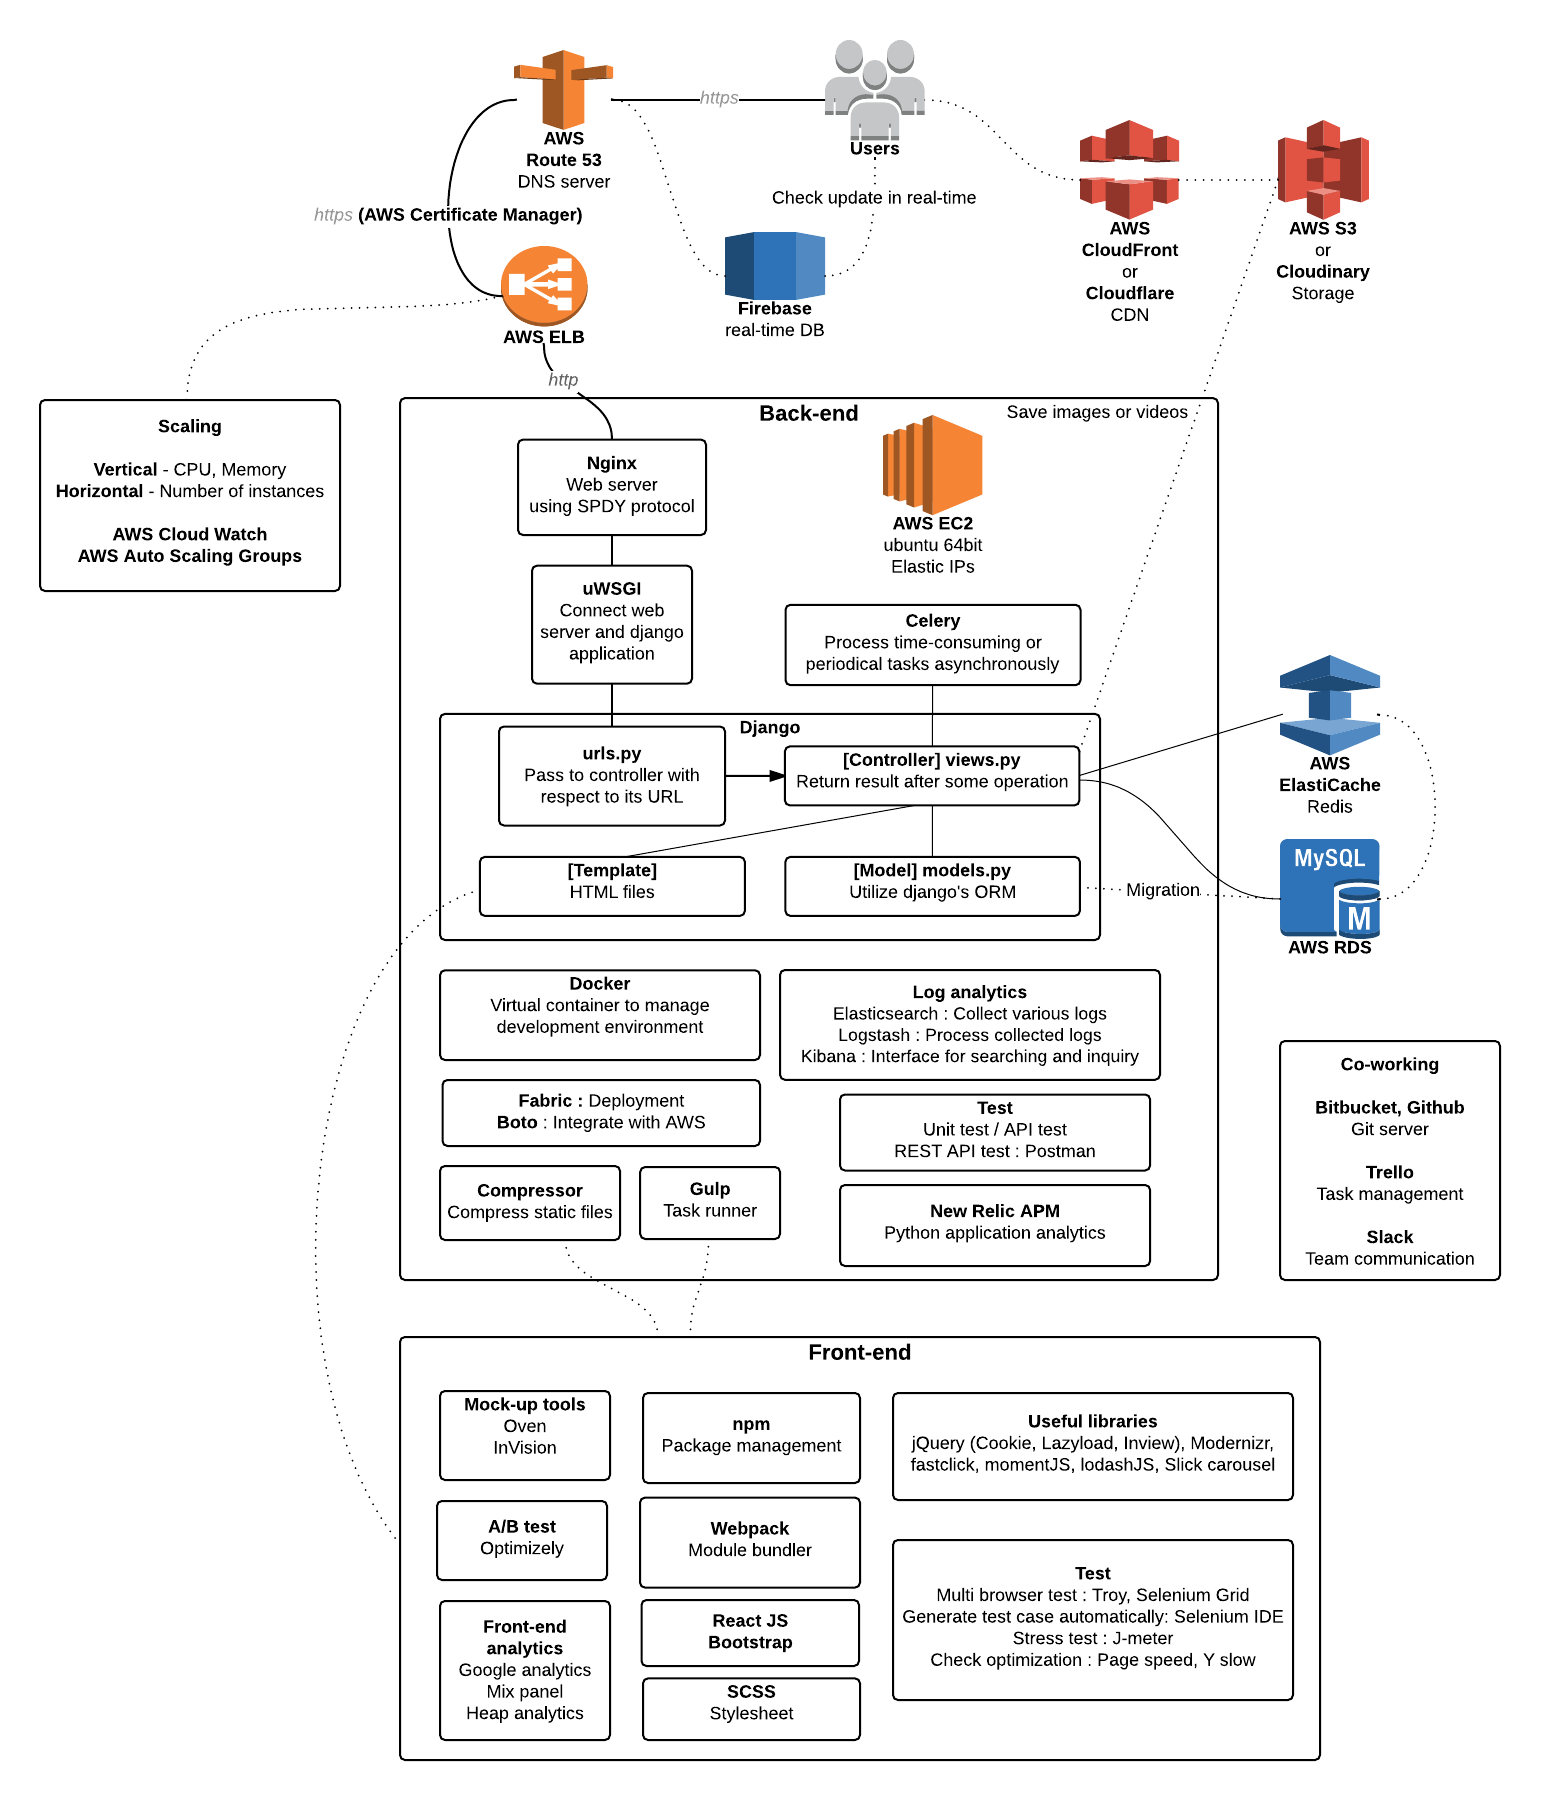 https
AWS
Route 53
DNS server
Users
Check update in real-time
https (AWS Certificate Manager)
AWS
CloudFront
or
Cloudflare
CDN
AWS S3
or
Cloudinary
Storage
Firebase
real-time DB
AWS ELB
http
Scaling
Vertical - CPU, Memory
Horizontal - Number of instances
AWS Cloud Watch
AWS Auto Scaling Groups
Back-end
Save images or videos
Nginx
Web server
using SPDY protocol
AWS EC2
ubuntu 64bit
Elastic IPs
uWSGI
Connect web
server and django
application
Celery
Process time-consuming or
periodical tasks asynchronously
Django
urls.py
Pass to controller with
respect to its URL
[Controller] views.py
Return result after some operation
AWS
ElastiCache
Redis
[Template]
HTML files
[Model] models.py
Utilize django's ORM
Migration
MySQL
M
AWS RDS
Docker
Virtual container to manage
development environment
Log analytics
Elasticsearch : Collect various logs
Logstash : Process collected logs
Kibana : Interface for searching and inquiry
Fabric : Deployment
Boto : Integrate with AWS
Test
Unit test / API test
REST API test : Postman
Compressor
Compress static files
Gulp
Task runner
New Relic APM
Python application analytics
Co-working
Bitbucket, Github
Git server
Trello
Task management
Slack
Team communication
Front-end
Mock-up tools
Oven
InVision
npm
Package management
Useful libraries
jQuery (Cookie, Lazyload, Inview), Modernizr,
fastclick, momentJS, lodashJS, Slick carousel
A/B test
Optimizely
Webpack
Module bundler
Test
Multi browser test : Troy, Selenium Grid
Generate test case automatically: Selenium IDE
Stress test : J-meter
Check optimization : Page speed, Y slow
Front-end
analytics
Google analytics
Mix panel
Heap analytics
React JS
Bootstrap
SCSS
Stylesheet